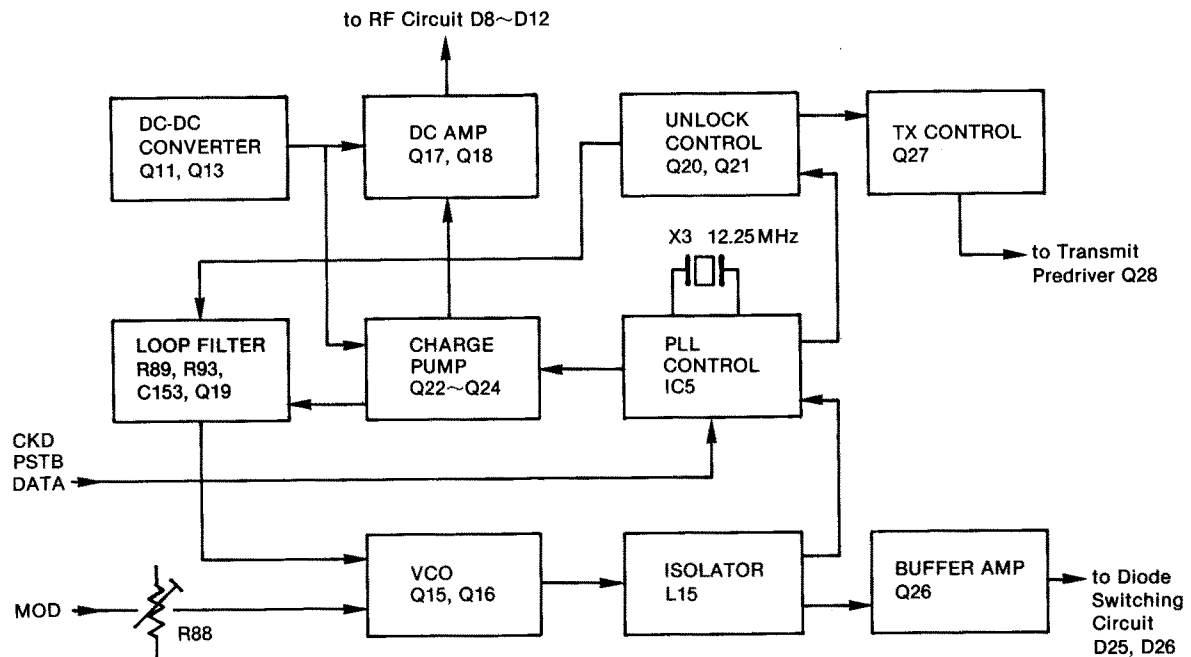 to RF Circuit D8~D12
DC-DC
CONVERTER
Q11, Q13
DC AMP
Q17, Q18
UNLOCK
CONTROL
Q20, Q21
TX CONTROL
Q27
X3 12.25MHz
to Transmit
Predriver Q28
LOOP FILTER
R89, R93,
C153, Q19
CHARGE
PUMP
Q22~Q24
PLL
CONTROL
IC5
CKD
PSTB
DATA
MOD
R88
VCO
Q15, Q16
ISOLATOR
L15
BUFFER AMP
Q26
to Diode
Switching
Circuit
D25, D26